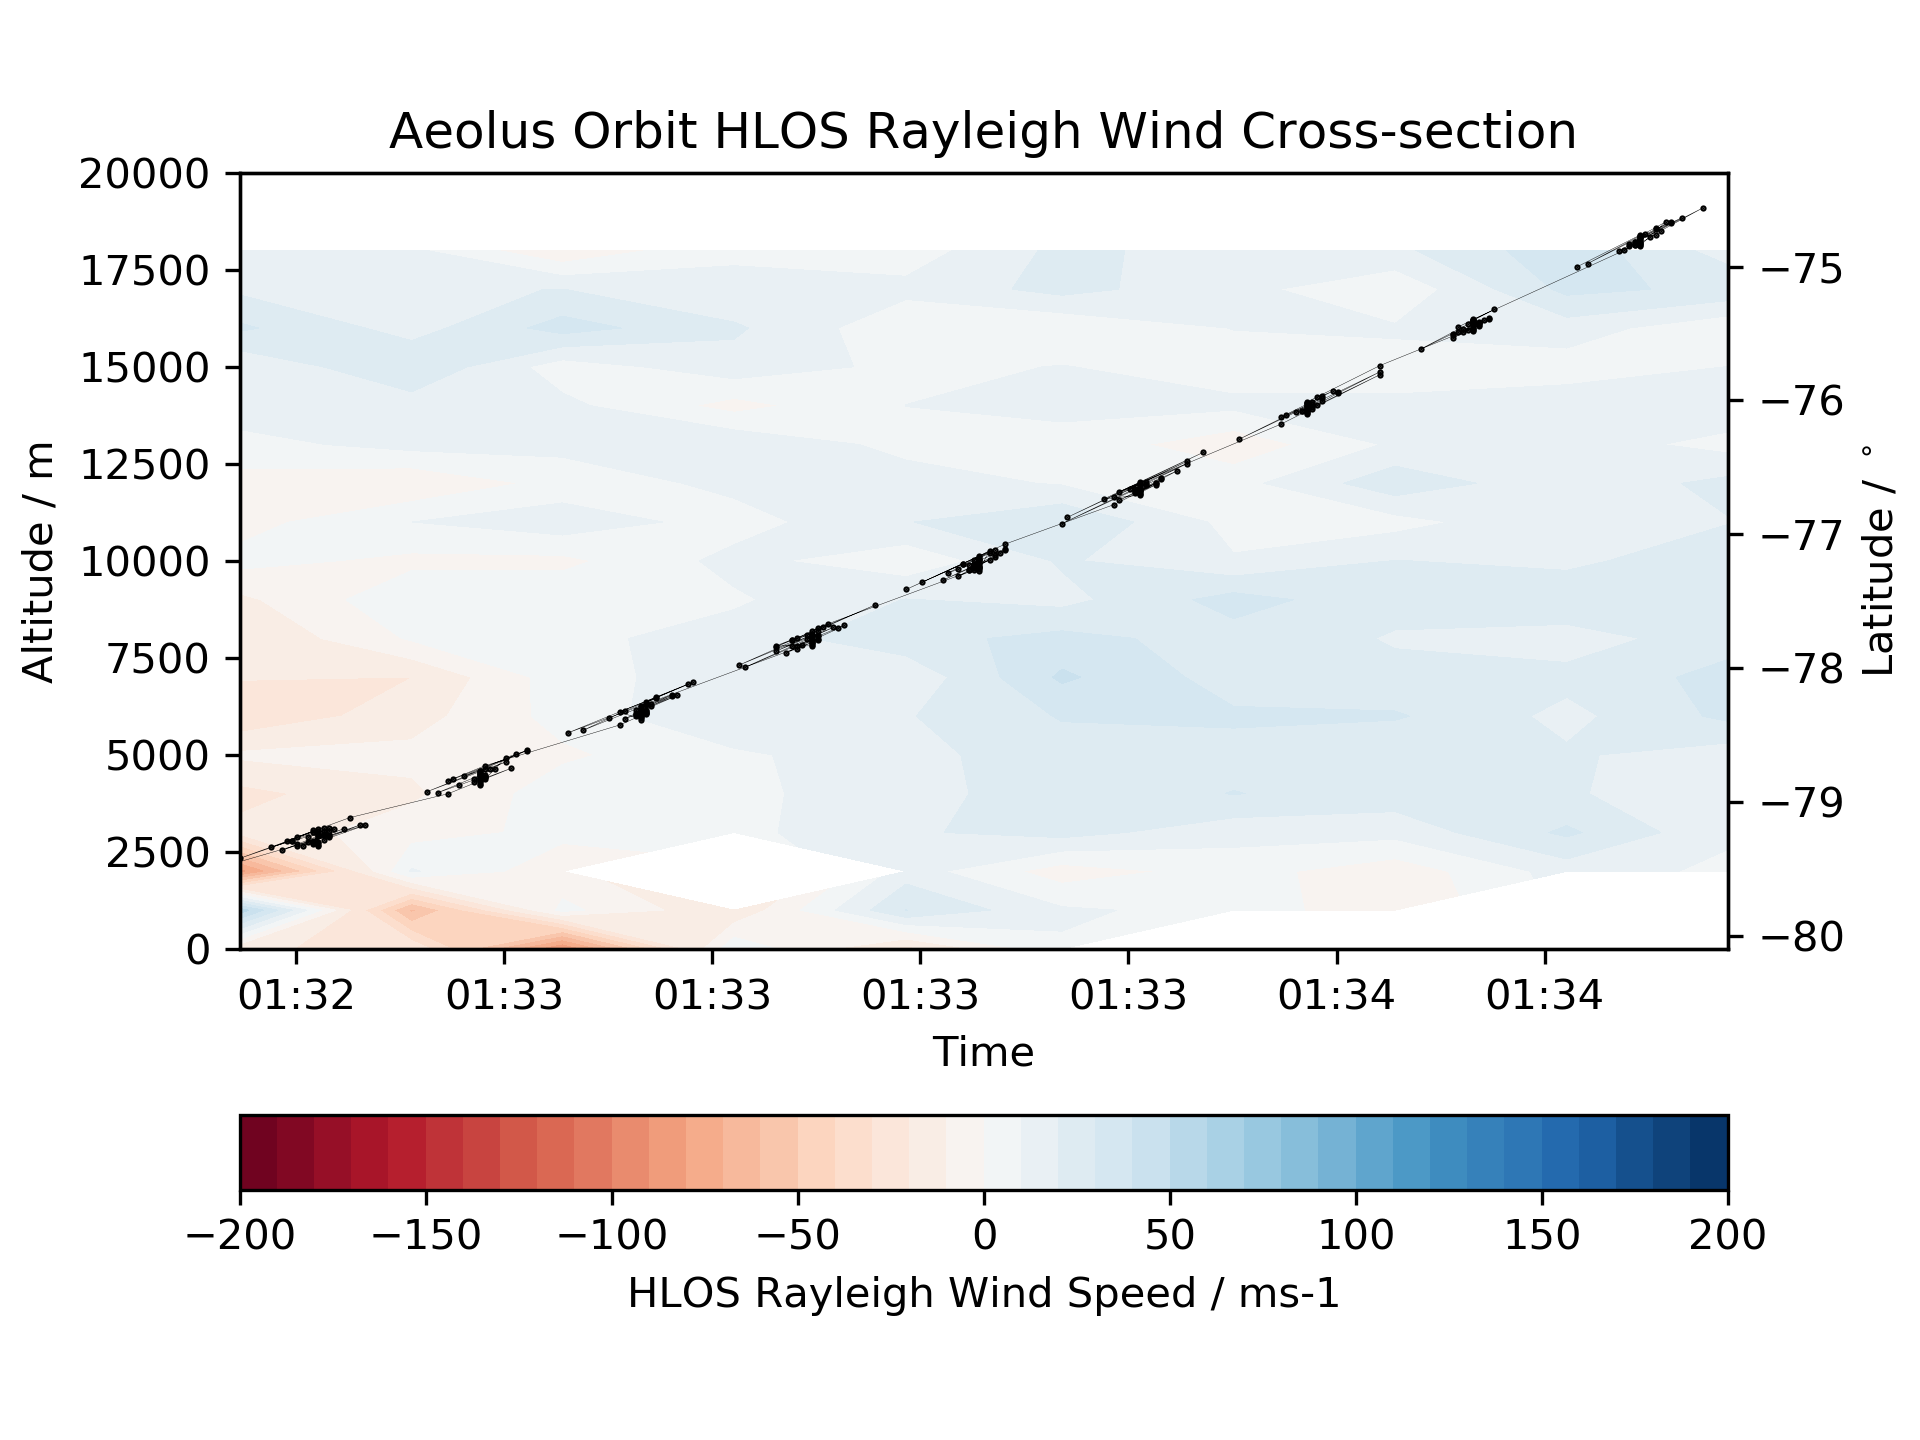 Aeolus Orbit HLOS Rayleigh Wind Cross-section
20000
17500
15000
12500
10000
7500
5000
2500
0
Altitude / m
−75
−76
−77
−78
−79
−80
Latitude / °
01:32 01:33 01:33 01:33 01:33 01:34 01:34
Time
−200 −150 −100 −50 0 50 100 150 200
HLOS Rayleigh Wind Speed / ms-1